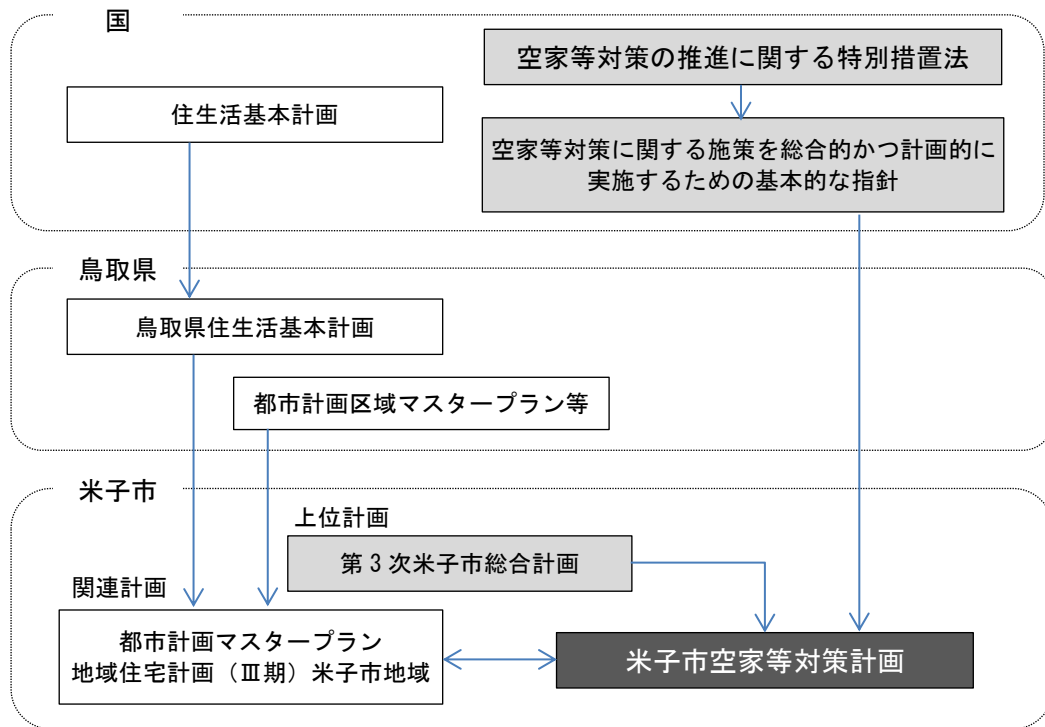 国
空家等対策の推進に関する特別措置法
住生活基本計画
空家等対策に関する施策を総合的かつ計画的に
実施するための基本的な指針
鳥取県
鳥取県住生活基本計画
都市計画区域マスタープラン等
米子市
上位計画
第3次米子市総合計画
関連計画
都市計画マスタープラン
地域住宅計画(Ⅲ期)米子市地域
米子市空家等対策計画